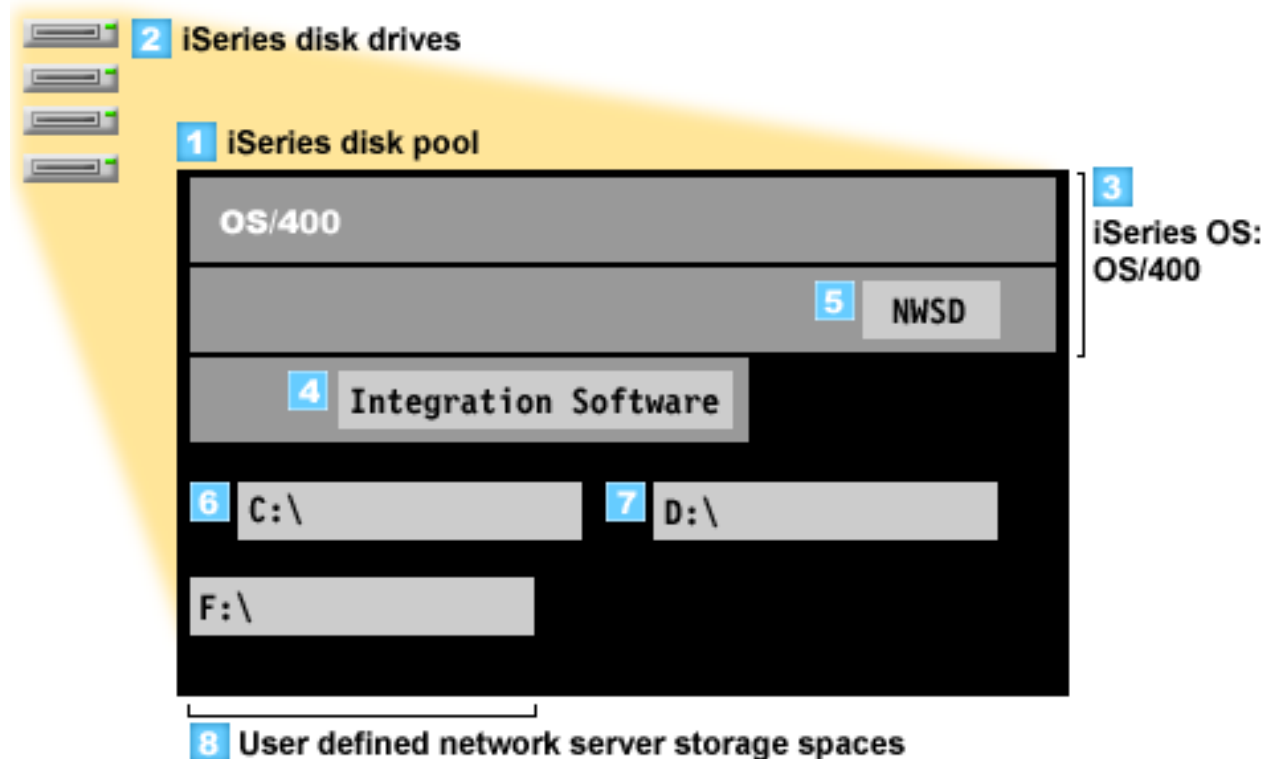 2 iSeries disk drives
1 iSeries disk pool
3
iSeries OS:
OS/400
OS/400
5 NWSD
4 Integration Software
6 C:\ 7 D:\
F:\
8 User defined network server storage spaces